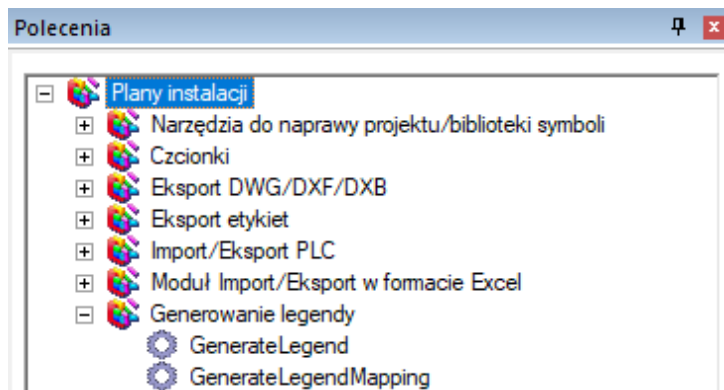 Polecenia
Plany instalacji
Narzędzia do naprawy projektu/biblioteki symboli
Czcionki
Eksport DWG/DXF/DXB
Eksport etykiet
Import/Eksport PLC
Moduł Import/Eksport w formacie Excel
Generowanie legendy
GenerateLegend
GenerateLegendMapping